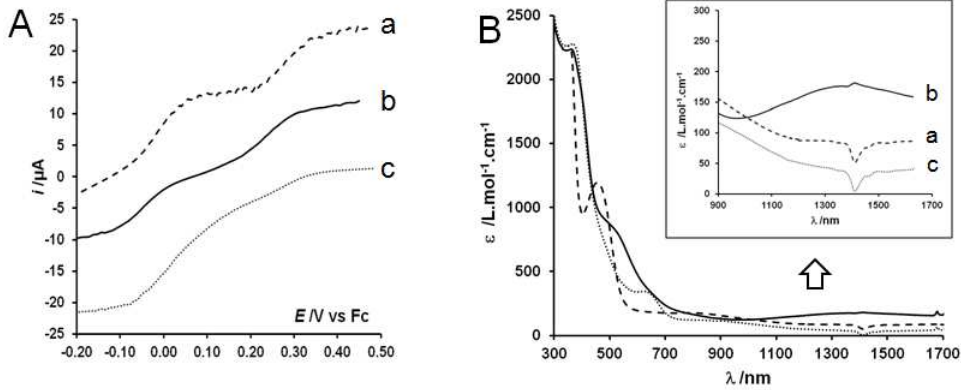 A
i /µA
25
20
15
10
5
0
-5
-10
-15
-20
-25
-0.20 -0.10 0.00 0.10 0.20 0.30 0.40 0.50
E /V vs Fc
a
b
c
B
ε /L.mol⁻¹.cm⁻¹
2500
2000
1500
1000
500
0
300 500 700 900 1100 1300 1500 1700
λ /nm
ε /L.mol⁻¹.cm⁻¹
300
250
200
150
100
50
0
900 1100 1300 1500 1700
λ /nm
b
a
c